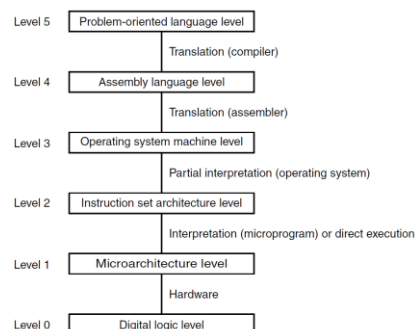 Level 5 Problem-oriented language level
Translation (compiler)
Level 4 Assembly language level
Translation (assembler)
Level 3 Operating system machine level
Partial interpretation (operating system)
Level 2 Instruction set architecture level
Interpretation (microprogram) or direct execution
Level 1 Microarchitecture level
Hardware
Level 0 Digital logic level